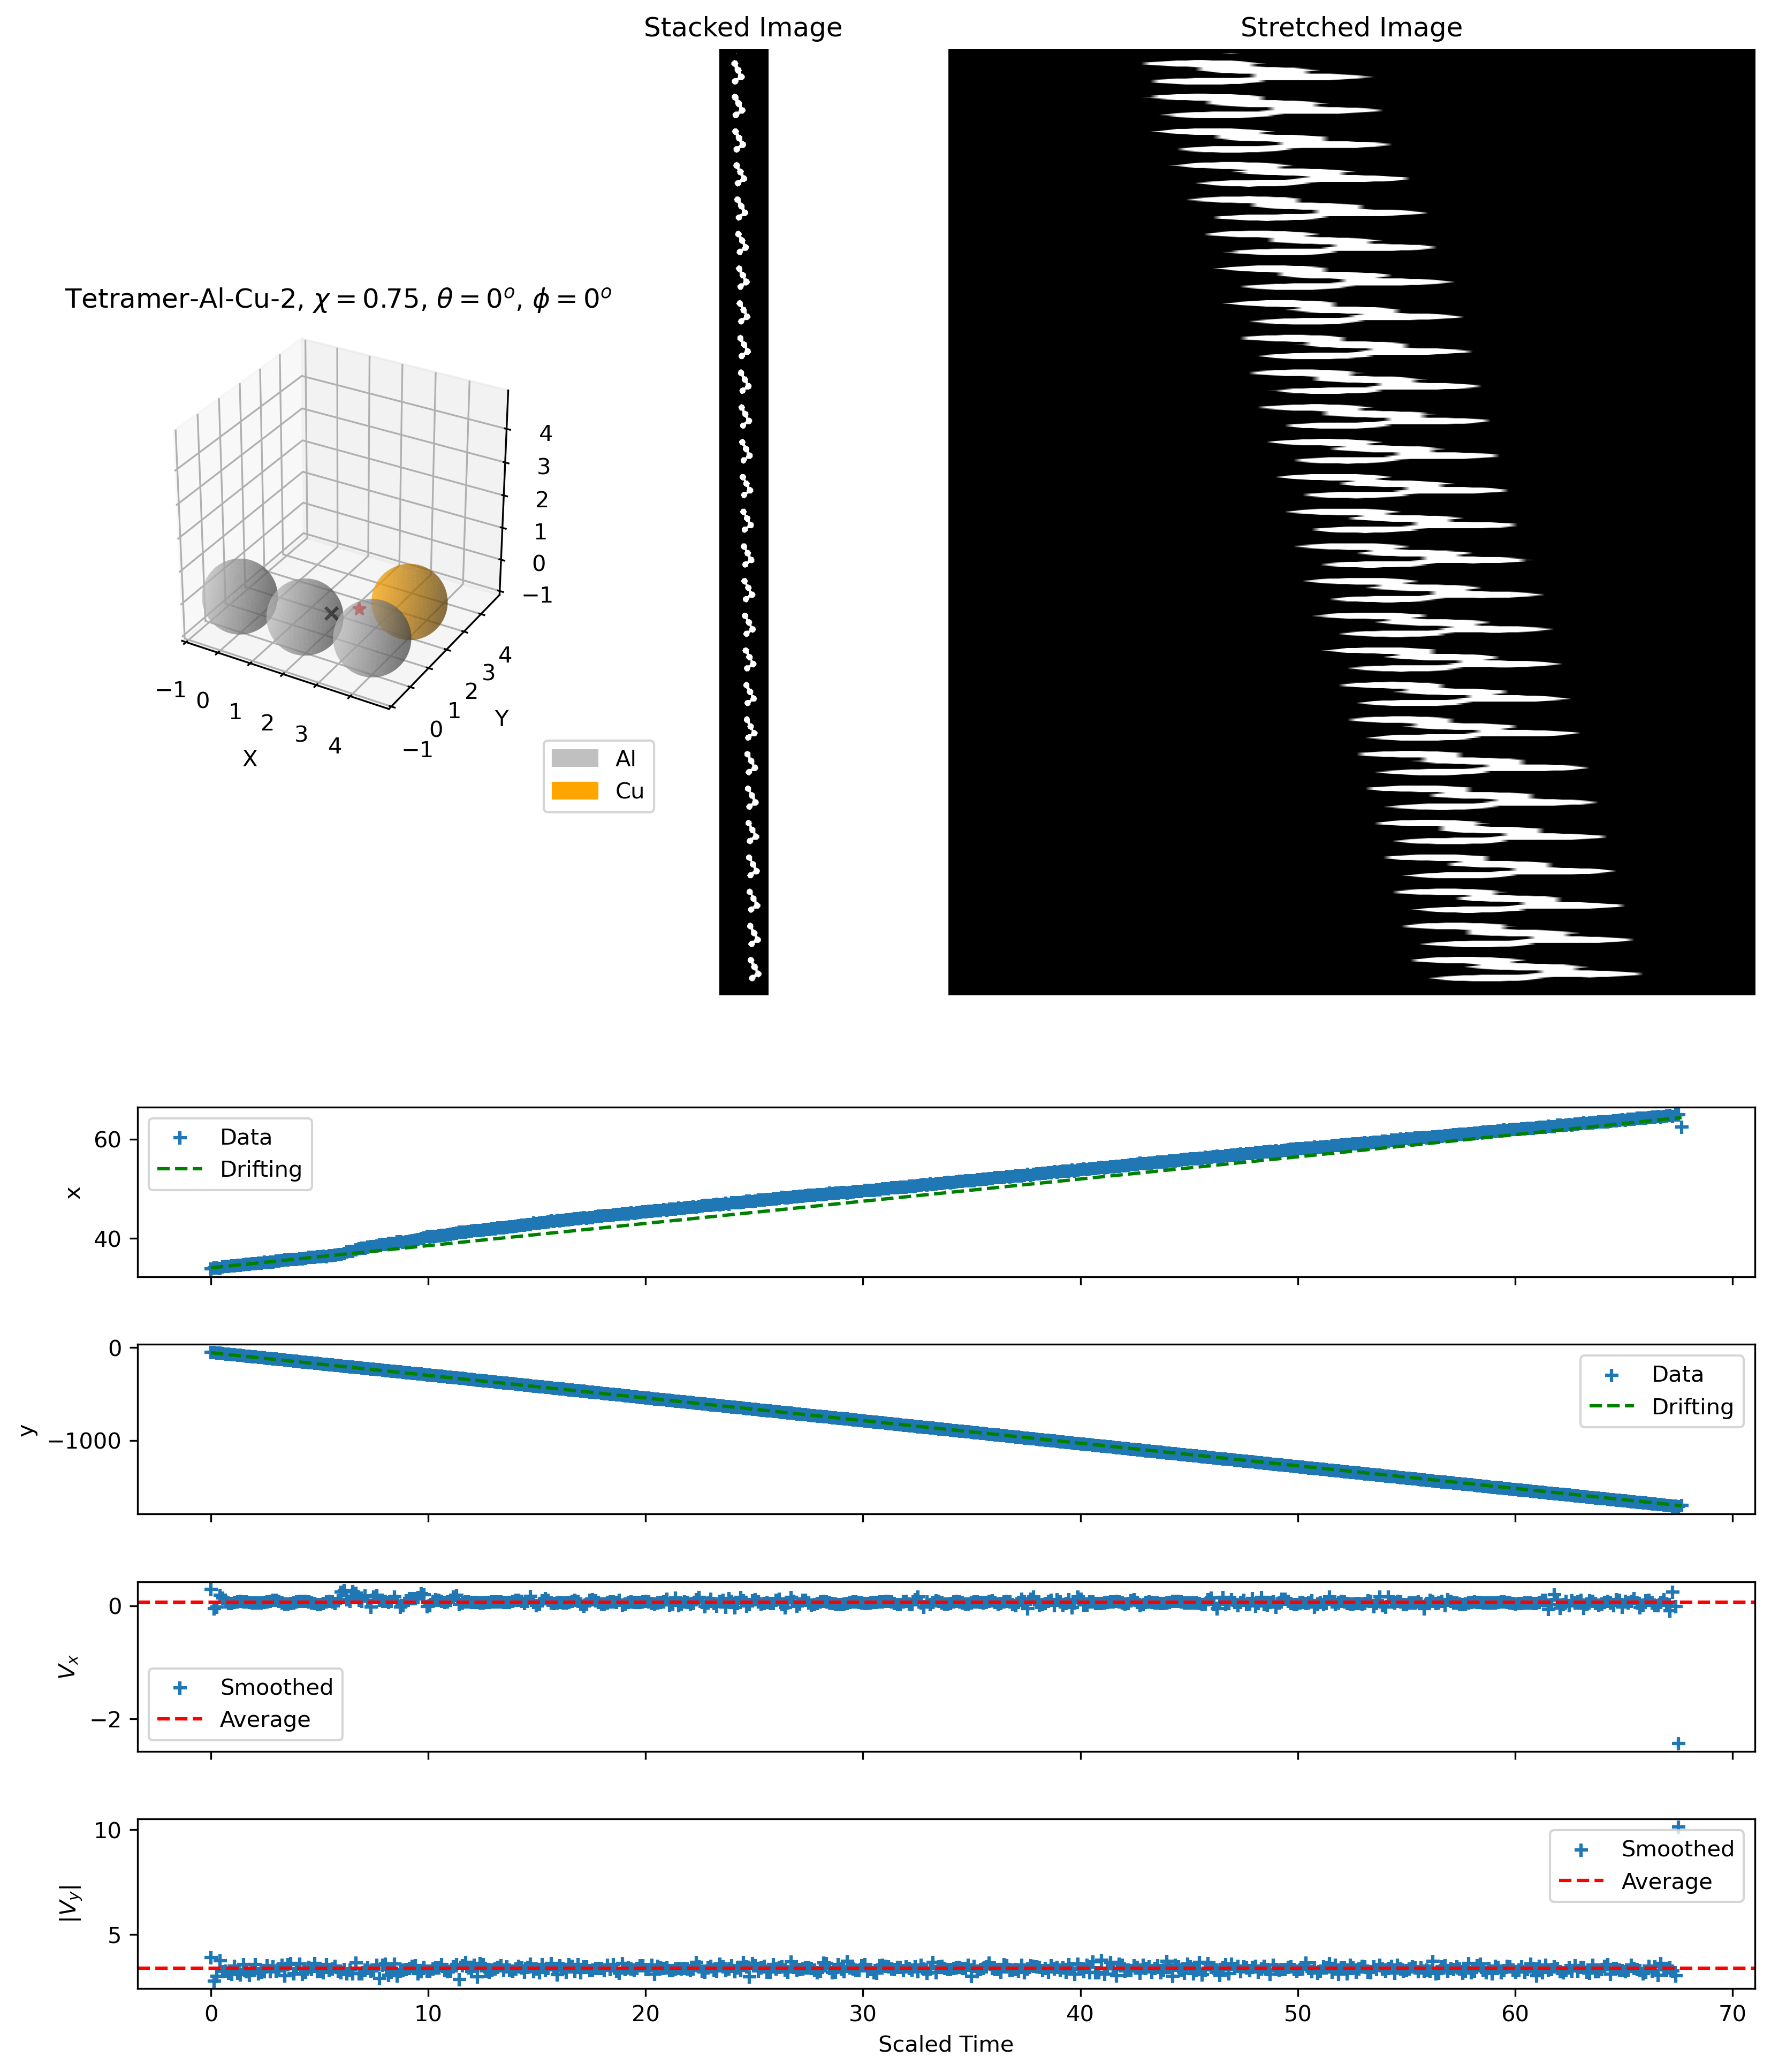 Stacked Image
Stretched Image
Tetramer-Al-Cu-2, χ = 0.75, θ = 0°, ϕ = 0°
4
3
2
1
0
−1
−1 0 1 2 3 4
X
−1 0 1 2 3 4
Y
Al
Cu
60
40
x
Data
Drifting
0
−1000
y
Data
Drifting
0
−2
Vₓ
Smoothed
Average
10
5
|V_y|
Smoothed
Average
0 10 20 30 40 50 60 70
Scaled Time